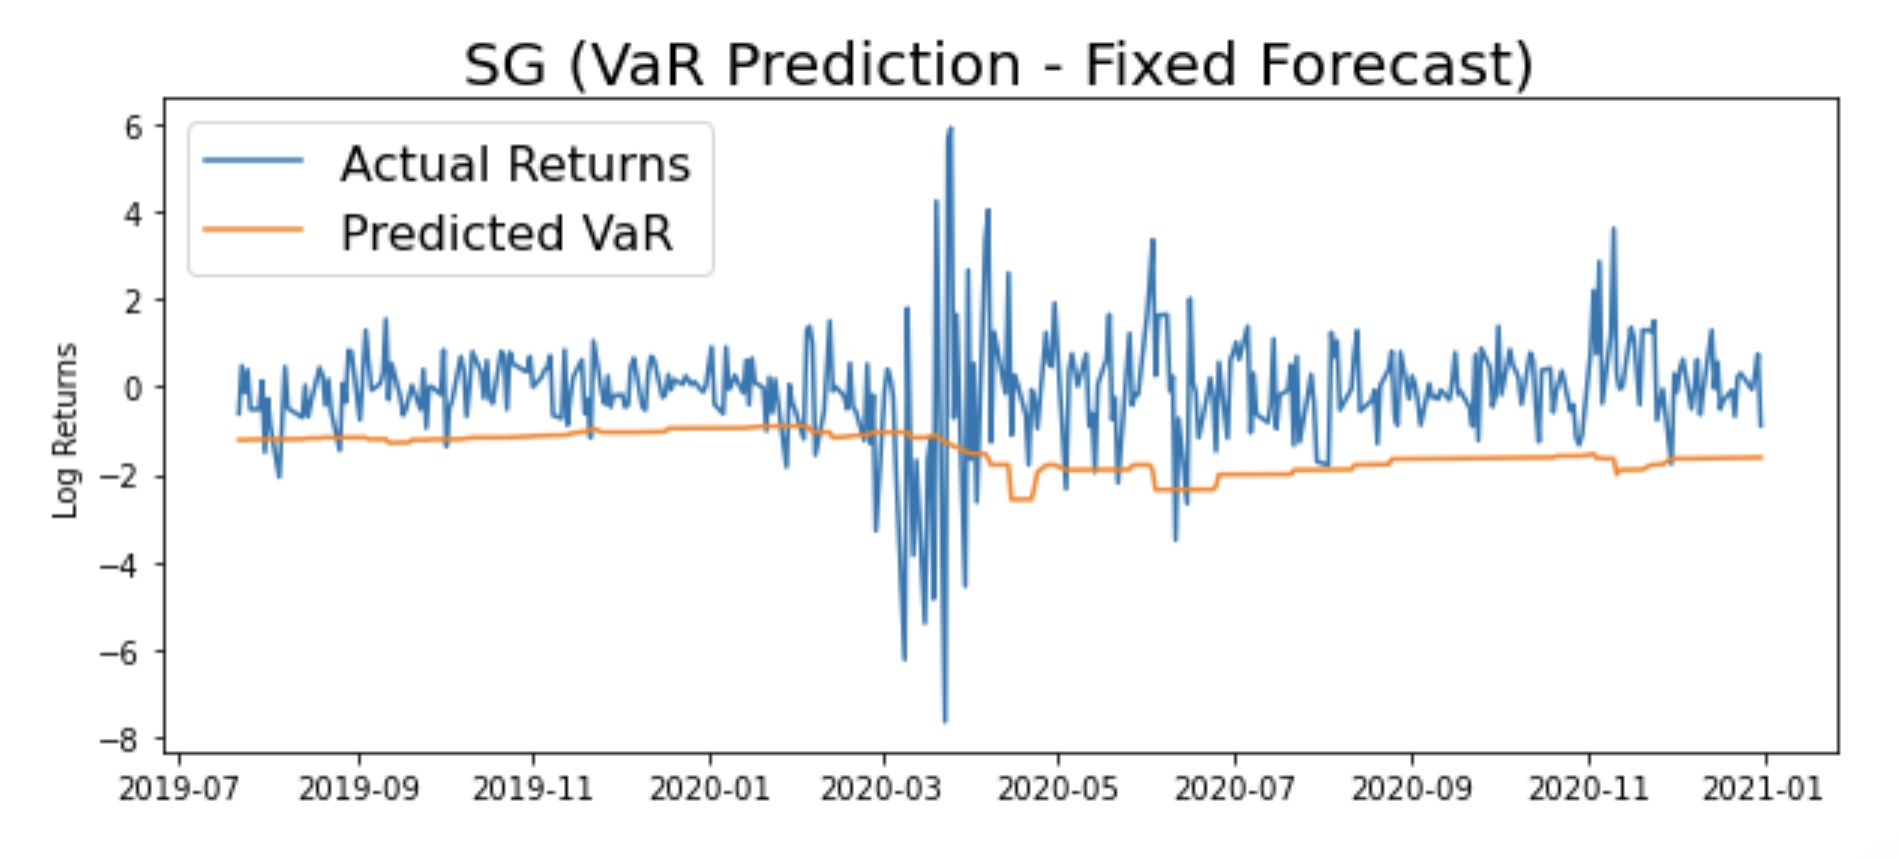 SG (VaR Prediction - Fixed Forecast)
Actual Returns
Predicted VaR
Log Returns
6
4
2
0
−2
−4
−6
−8
2019-07 2019-09 2019-11 2020-01 2020-03 2020-05 2020-07 2020-09 2020-11 2021-01